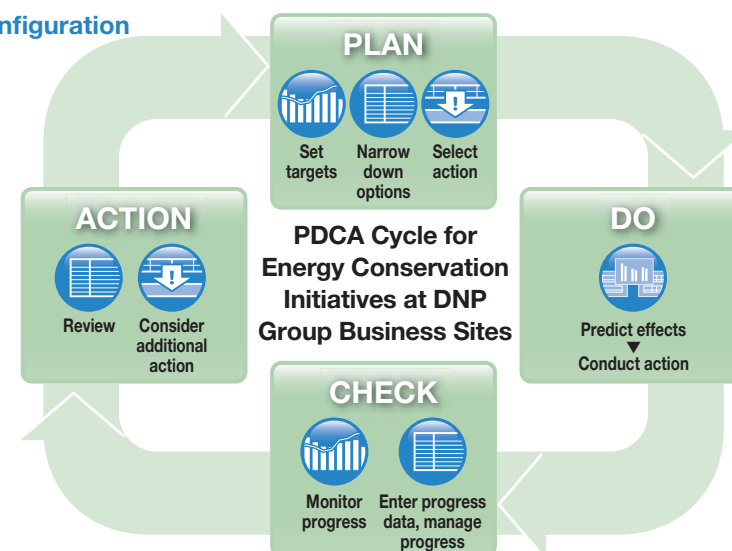 nfiguration
PLAN
Set
targets
Narrow
down
options
Select
action
ACTION
Review
Consider
additional
action
PDCA Cycle for
Energy Conservation
Initiatives at DNP
Group Business Sites
DO
Predict effects
▼
Conduct action
CHECK
Monitor
progress
Enter progress
data, manage
progress